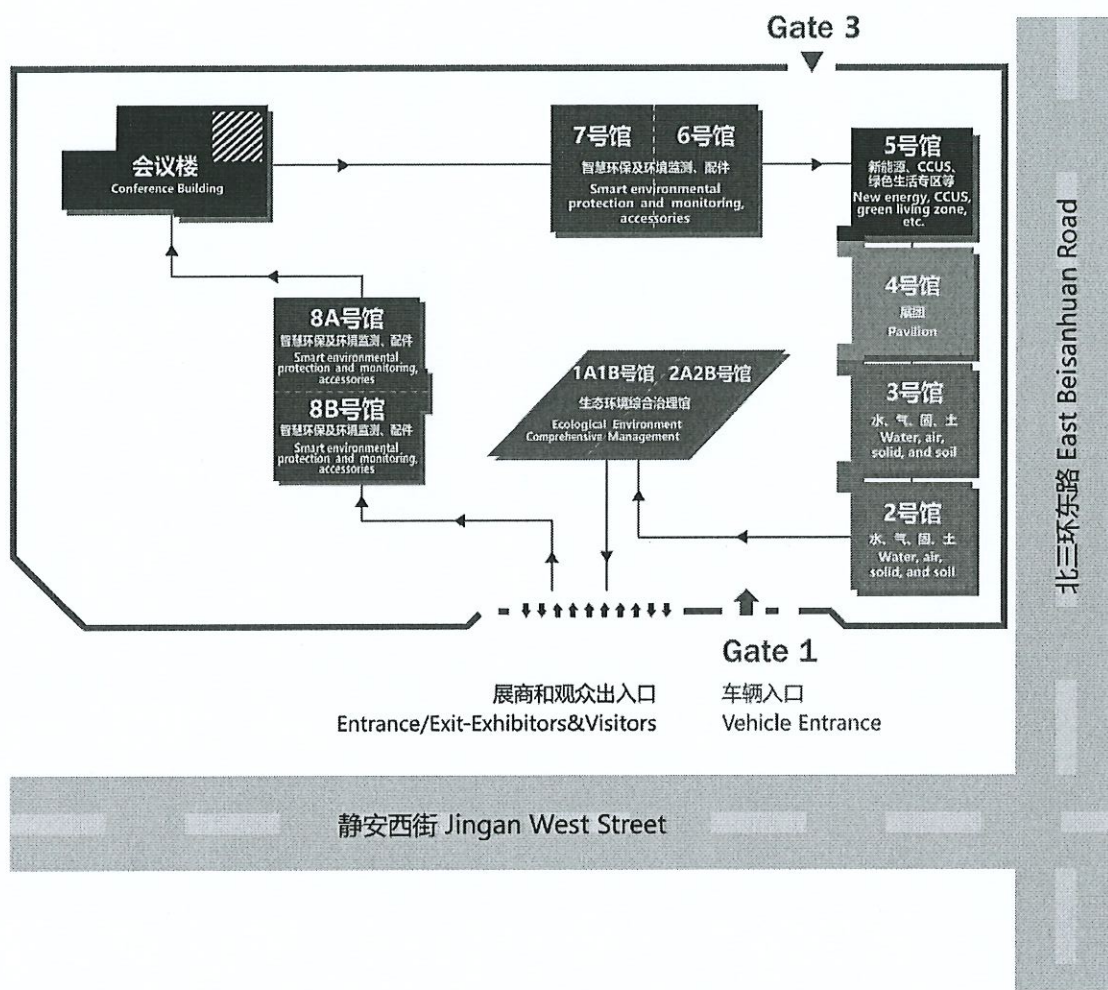 Gate 3
会议楼
Conference Building
7号馆
6号馆
智慧环保及环境监测、配件
Smart environmental
protection and monitoring,
accessories
5号馆
新能源、CCUS、
绿色生活专区等
New energy, CCUS,
green living zone,
etc.
4号馆
展团
Pavilion
8A号馆
智慧环保及环境监测、配件
Smart environmental
protection and monitoring,
accessories
8B号馆
智慧环保及环境监测、配件
Smart environmental
protection and monitoring,
accessories
1A1B号馆
2A2B号馆
生态环境综合治理馆
Ecological Environment
Comprehensive Management
3号馆
水、气、固、土
Water, air,
solid, and soil
2号馆
水、气、固、土
Water, air,
solid, and soil
Gate 1
展商和观众出入口
Entrance/Exit-Exhibitors&Visitors
车辆入口
Vehicle Entrance
静安西街 Jingan West Street
北三环东路 East Beisanhuan Road